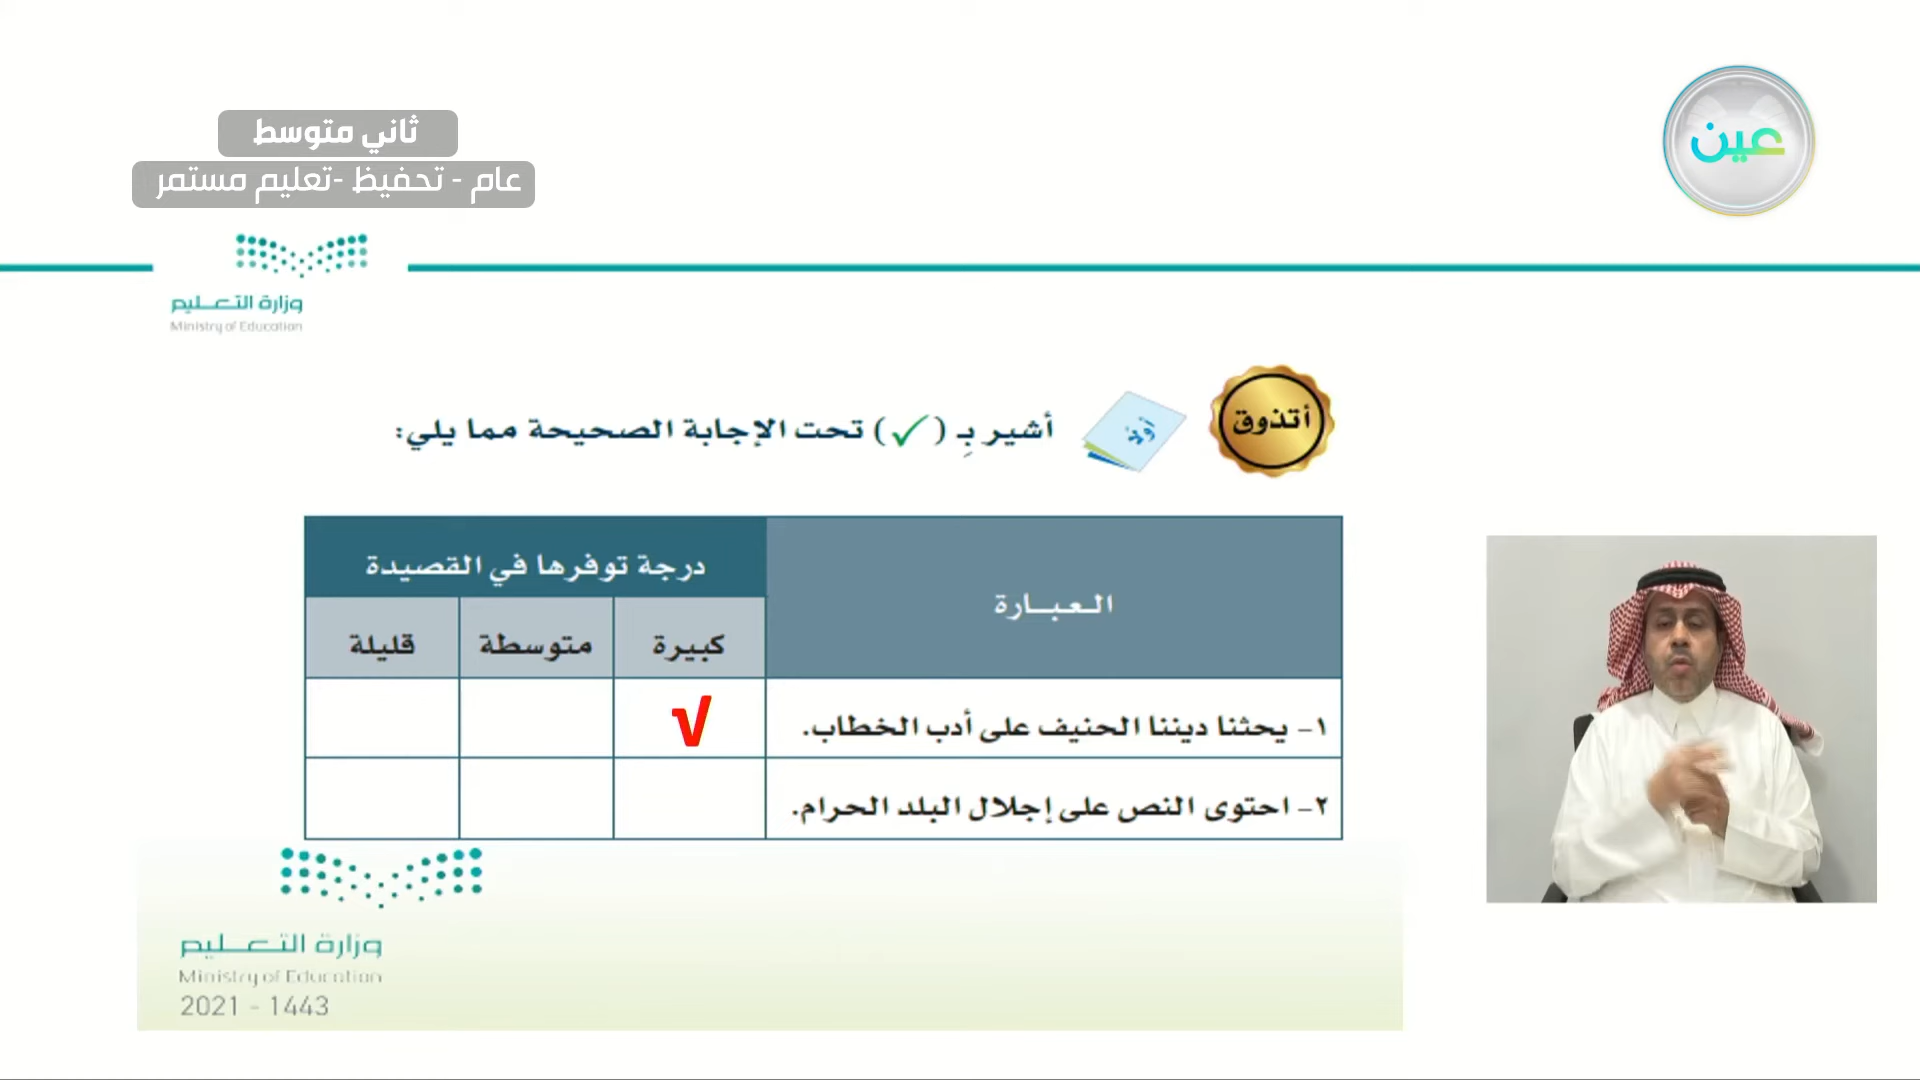 ثاني متوسط
عام - تحفيظ -تعليم مستمر
عين
وزارة التعليم
Ministry of Education
أتذوق
أولًا
أشير بِـ (✓) تحت الإجابة الصحيحة مما يلي:
العبارة
درجة توفرها في القصيدة
كبيرة
متوسطة
قليلة
١- يحثنا ديننا الحنيف على أدب الخطاب.
√
٢- احتوى النص على إجلال البلد الحرام.
وزارة التعليم
Ministry of Education
2021 - 1443